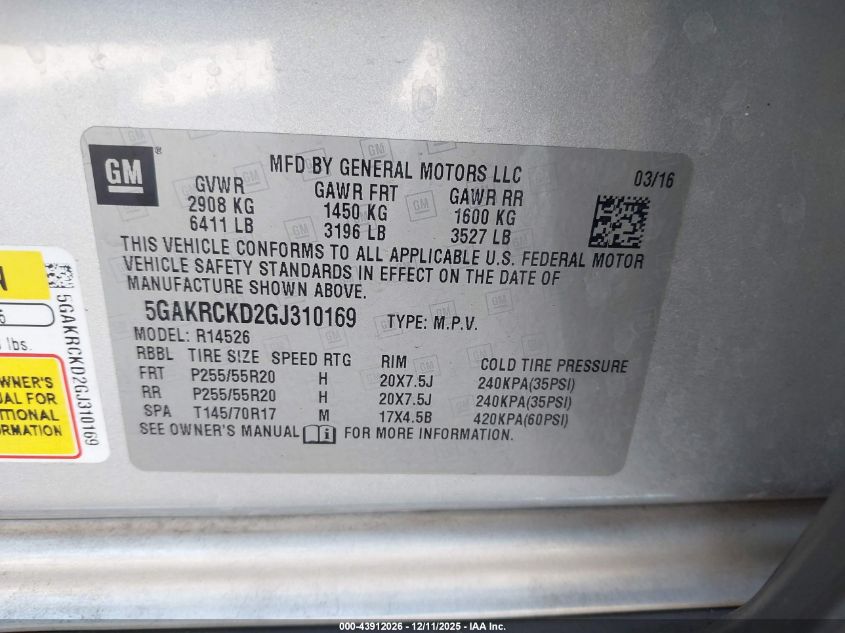 GM
®
MFD BY GENERAL MOTORS LLC
03/16
GVWR GAWR FRT GAWR RR
2908 KG 1450 KG 1600 KG
6411 LB 3196 LB 3527 LB
THIS VEHICLE CONFORMS TO ALL APPLICABLE U.S. FEDERAL MOTOR
VEHICLE SAFETY STANDARDS IN EFFECT ON THE DATE OF
MANUFACTURE SHOWN ABOVE.
5GAKRCKD2GJ310169 TYPE: M.P.V.
MODEL: R14526
RBBL TIRE SIZE SPEED RTG RIM COLD TIRE PRESSURE
FRT P255/55R20 H 20X7.5J 240KPA(35PSI)
RR P255/55R20 H 20X7.5J 240KPA(35PSI)
SPA T145/70R17 M 17X4.5B 420KPA(60PSI)
SEE OWNER'S MANUAL i FOR MORE INFORMATION.
5GAKRCKD2GJ310169
lbs.
WNER'S
UAL FOR
ITIONAL
RMATION
000-43912026 - 12/11/2025 - IAA Inc.